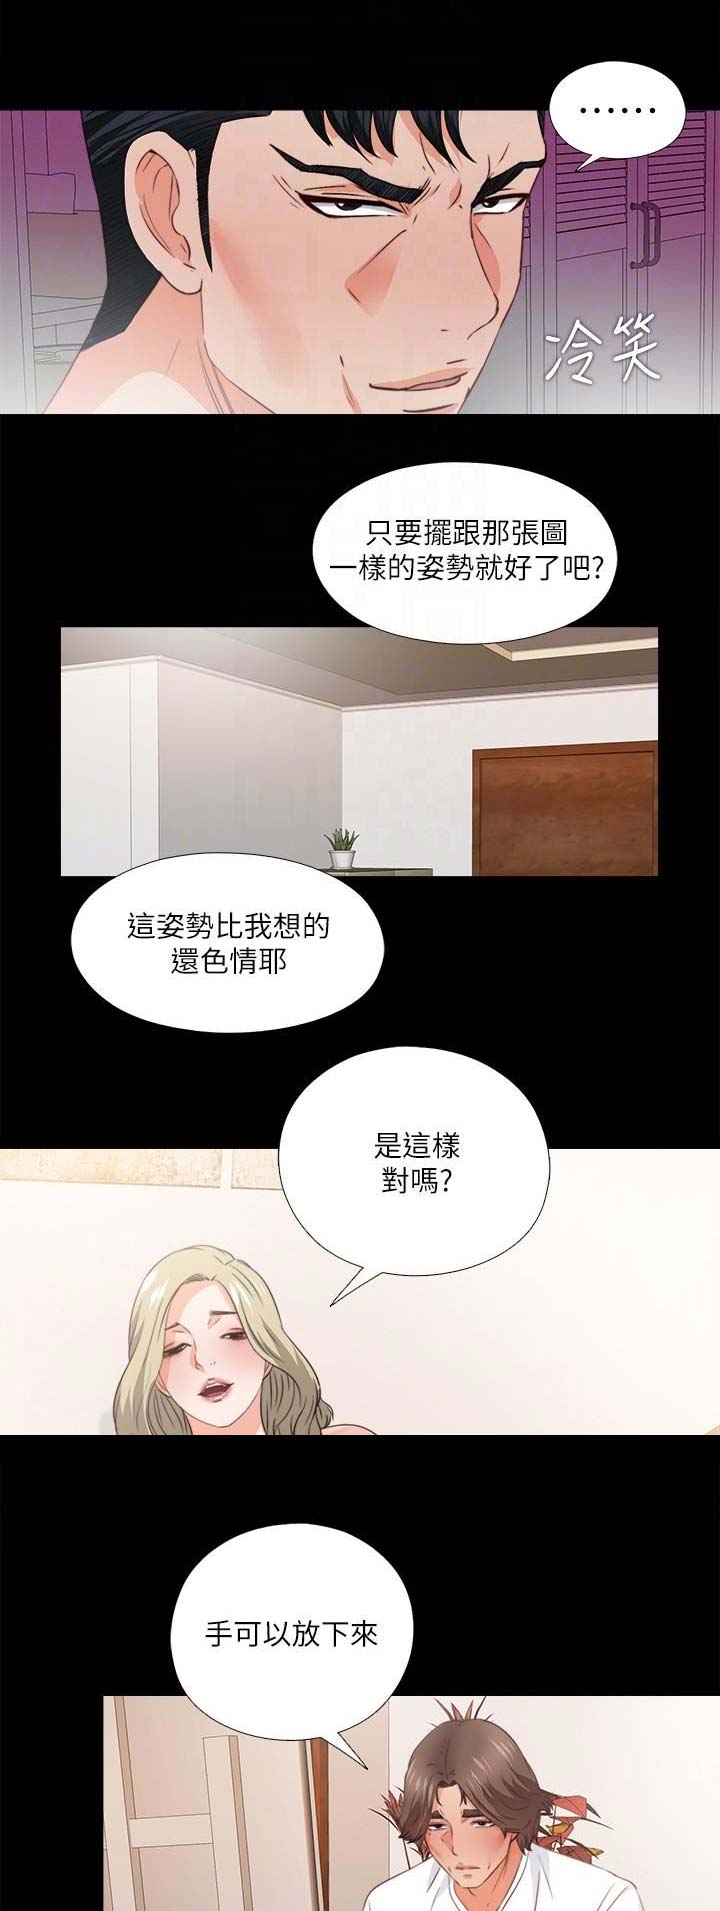 ……
冷笑
只要擺跟那張圖
一樣的姿勢就好了吧?
這姿勢比我想的
還色情耶
是這樣
對嗎?
手可以放下來